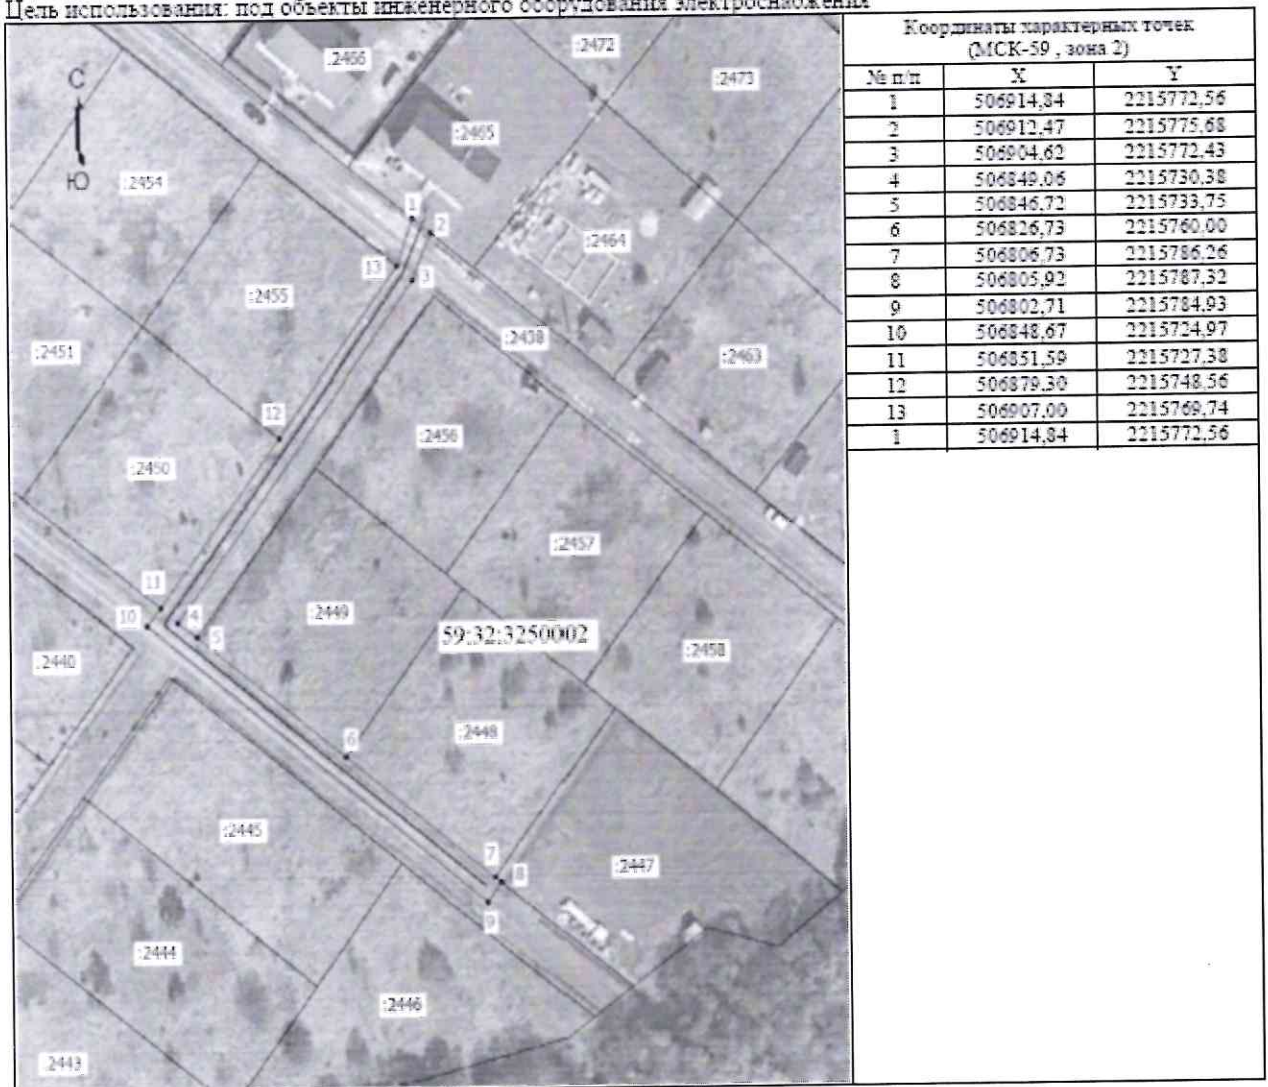 Цель использования: под объекты инженерного оборудования электроснабжения
Координаты характерных точек
(МСК-59 , зона 2)
№ п/п X Y
1 506914,84 2215772,56
2 506912,47 2215775,68
3 506904,62 2215772,43
4 506849,06 2215730,38
5 506846,72 2215733,75
6 506826,73 2215760,00
7 506806,73 2215786,26
8 506805,92 2215787,32
9 506802,71 2215784,93
10 506848,67 2215724,97
11 506851,59 2215727,38
12 506879,30 2215748,56
13 506907,00 2215769,74
1 506914,84 2215772,56
С
Ю
:2466
:2472
:2473
:2465
:2454
1
2
:2464
13
3
:2455
:2438
:2451
:2463
12
:2456
:2450
:2457
11
10
4
5
:2449
59:32:3250002
:2440
:2458
6
:2448
:2445
7
8
:2447
9
:2444
:2446
:2443